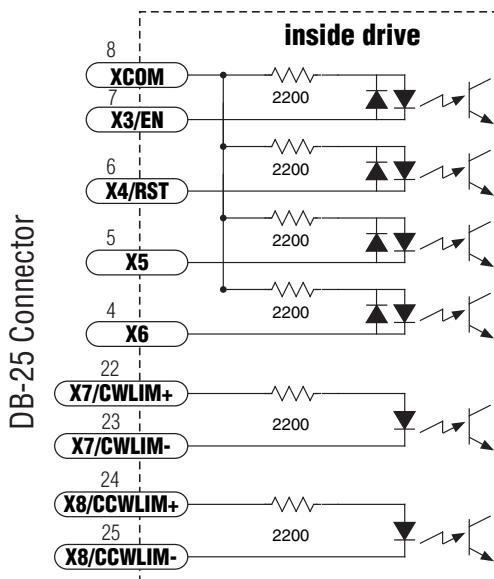 inside drive
8
XCOM
2200
7
X3/EN
6
2200
X4/RST
5
2200
X5
4
2200
X6
22
X7/CWLIM+
23
2200
X7/CWLIM-
24
X8/CCWLIM+
25
2200
X8/CCWLIM-
DB-25 Connector